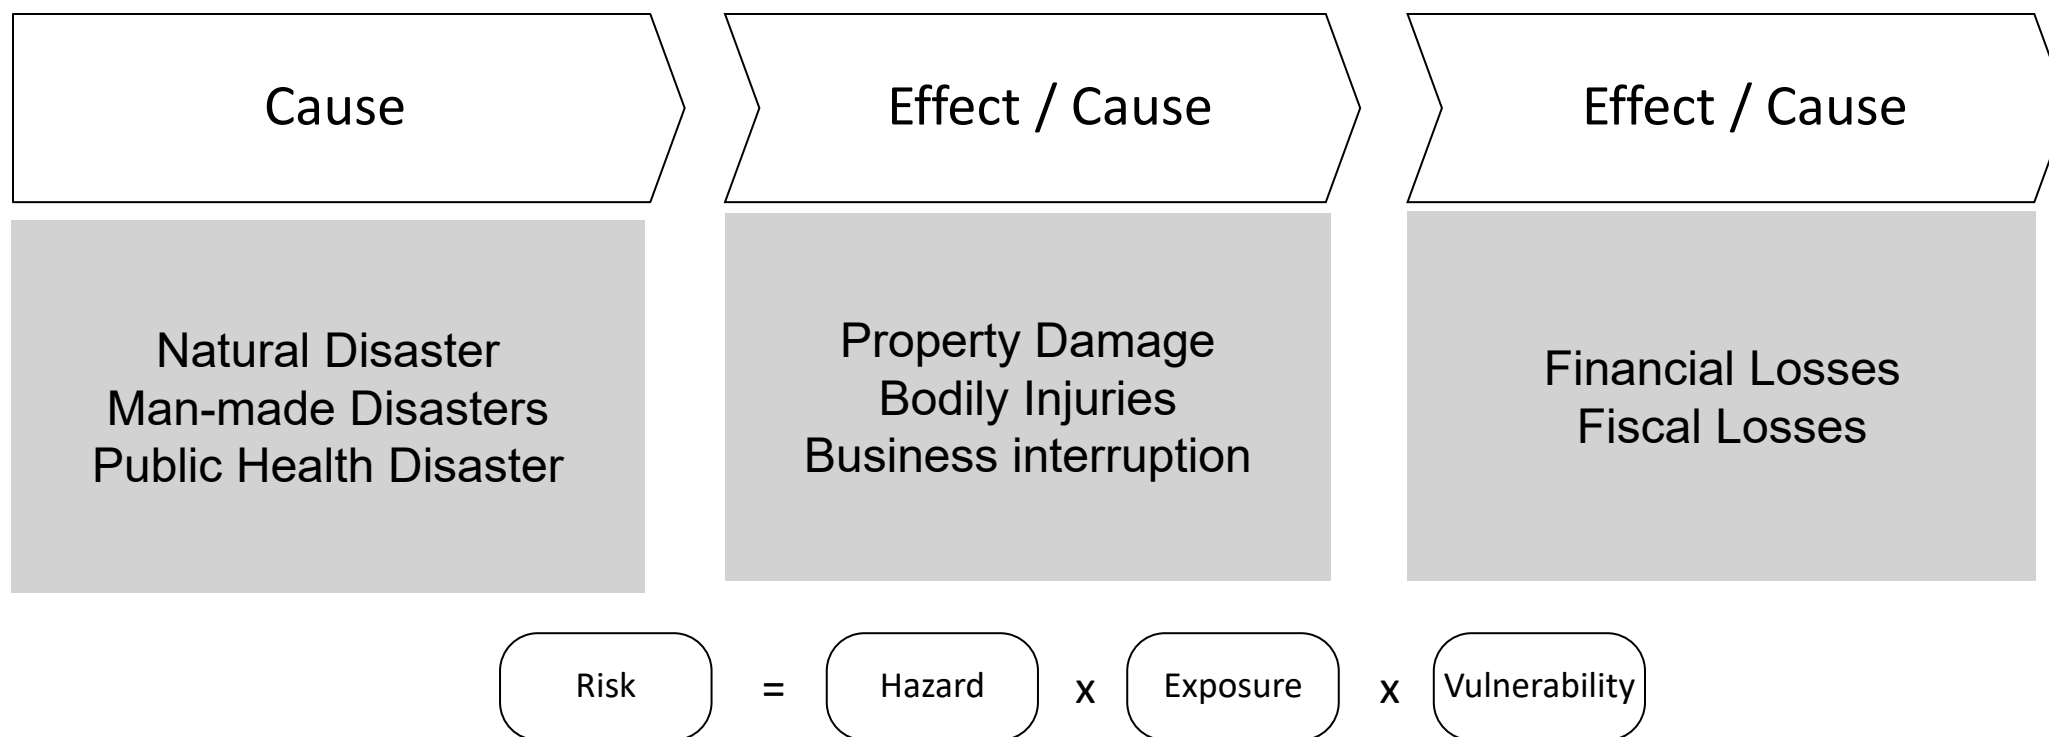 Cause
Effect / Cause
Effect / Cause
Natural Disaster
Man-made Disasters
Public Health Disaster
Property Damage
Bodily Injuries
Business interruption
Financial Losses
Fiscal Losses
Risk = Hazard x Exposure x Vulnerability